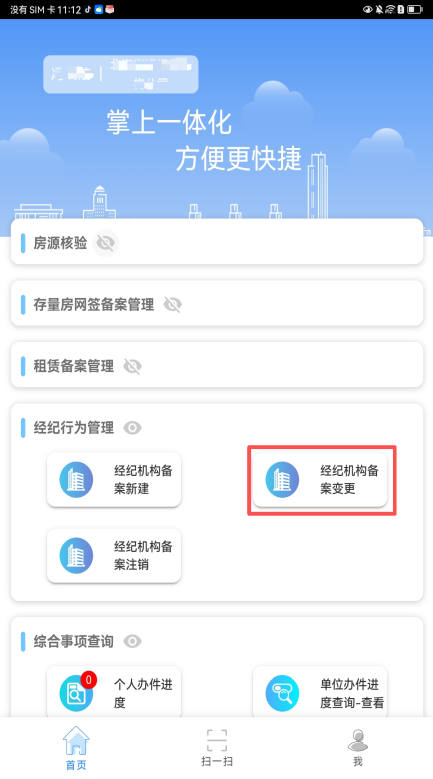 没有 SIM 卡 11:12
掌上一体化
方便更快捷
房源核验
存量房网签备案管理
租赁备案管理
经纪行为管理
经纪机构备
案新建
经纪机构备
案变更
经纪机构备
案注销
综合事项查询
0
个人办件进
度
单位办件进
度查询-查看
首页
扫一扫
我